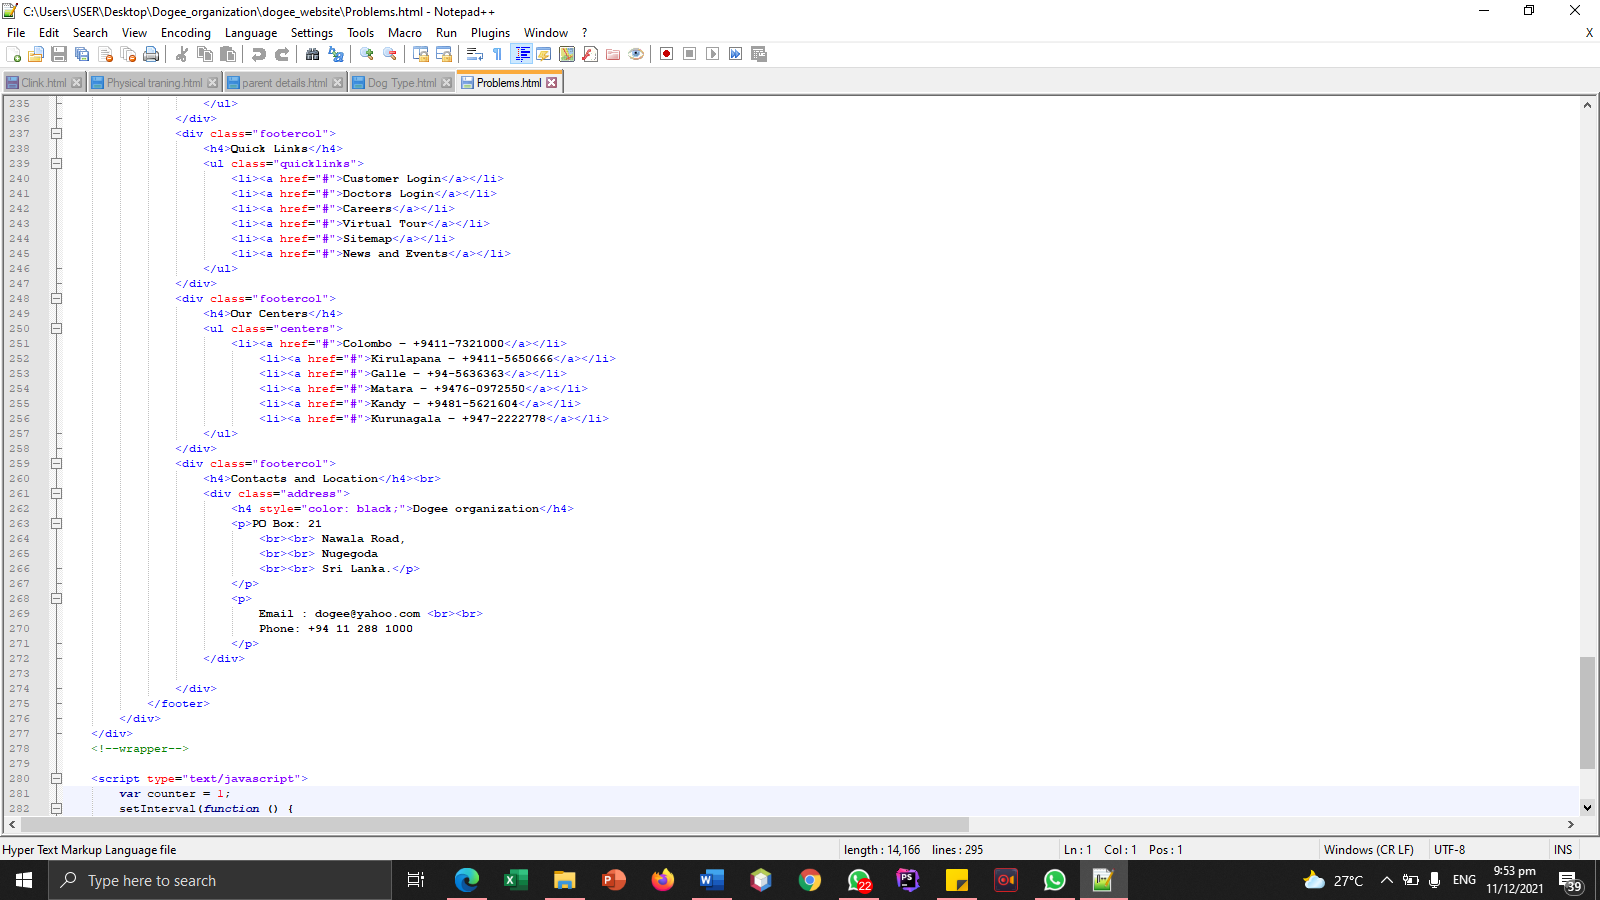 C:\Users\USER\Desktop\Dogee_organization\dogee_website\Problems.html - Notepad++
File Edit Search View Encoding Language Settings Tools Macro Run Plugins Window ? X
Clink.html Physical traning.html parent details.html Dog Type.html Problems.html
235 </ul>
236 </div>
237 <div class="footercol">
238 <h4>Quick Links</h4>
239 <ul class="quicklinks">
240 <li><a href="#">Customer Login</a></li>
241 <li><a href="#">Doctors Login</a></li>
242 <li><a href="#">Careers</a></li>
243 <li><a href="#">Virtual Tour</a></li>
244 <li><a href="#">Sitemap</a></li>
245 <li><a href="#">News and Events</a></li>
246 </ul>
247 </div>
248 <div class="footercol">
249 <h4>Our Centers</h4>
250 <ul class="centers">
251 <li><a href="#">Colombo – +9411-7321000</a></li>
252 <li><a href="#">Kirulapana – +9411-5650666</a></li>
253 <li><a href="#">Galle – +94-5636363</a></li>
254 <li><a href="#">Matara – +9476-0972550</a></li>
255 <li><a href="#">Kandy – +9481-5621604</a></li>
256 <li><a href="#">Kurunagala – +947-2222778</a></li>
257 </ul>
258 </div>
259 <div class="footercol">
260 <h4>Contacts and Location</h4><br>
261 <div class="address">
262 <h4 style="color: black;">Dogee organization</h4>
263 <p>PO Box: 21
264 <br><br> Nawala Road,
265 <br><br> Nugegoda
266 <br><br> Sri Lanka.</p>
267 </p>
268 <p>
269 Email : dogee@yahoo.com <br><br>
270 Phone: +94 11 288 1000
271 </p>
272 </div>
273
274 </div>
275 </footer>
276 </div>
277 </div>
278 <!--wrapper-->
279
280 <script type="text/javascript">
281 var counter = 1;
282 setInterval(function () {
Hyper Text Markup Language file length : 14,166 lines : 295 Ln : 1 Col : 1 Pos : 1 Windows (CR LF) UTF-8 INS
Type here to search 22 27°C ENG 9:53 pm
11/12/2021 39